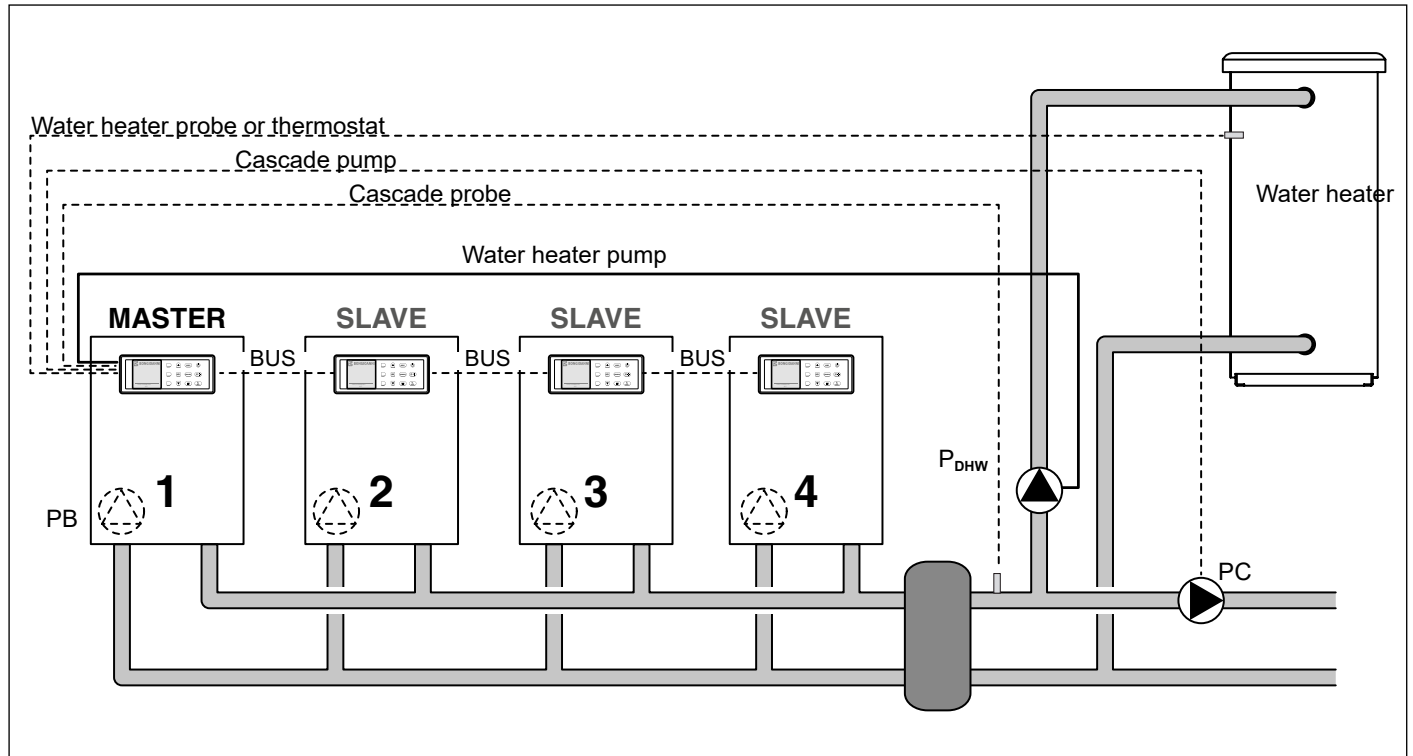 Water heater probe or thermostat
Cascade pump
Cascade probe
Water heater
Water heater pump
MASTER
SLAVE
SLAVE
SLAVE
BUS
BUS
BUS
PDHW
1
2
3
4
PB
PC